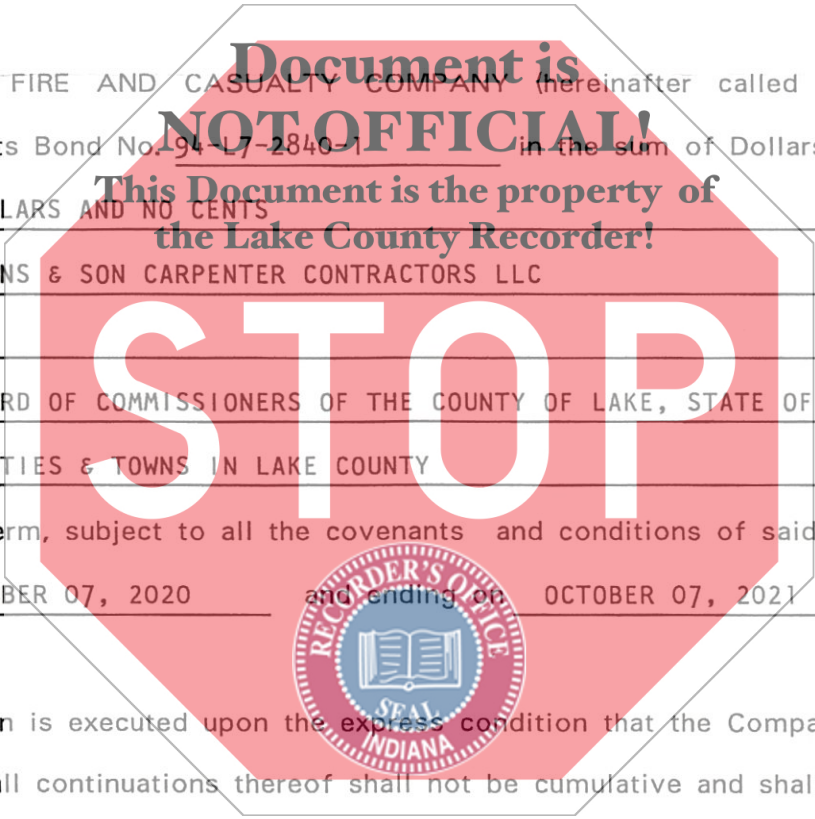 Document is
FIRE AND CASUALTY COMPANY (hereinafter called
NOT OFFICIAL!
s Bond No. 94-L7-2840-1 in the sum of Dollars
This Document is the property of
LARS AND NO CENTS
the Lake County Recorder!
NS & SON CARPENTER CONTRACTORS LLC
STOP
RD OF COMMISSIONERS OF THE COUNTY OF LAKE, STATE OF
TIES & TOWNS IN LAKE COUNTY
erm, subject to all the covenants and conditions of said
BER 07, 2020 and ending on OCTOBER 07, 2021
RECORDER'S OFFICE
SEAL
INDIANA
n is executed upon the express condition that the Compa
ll continuations thereof shall not be cumulative and shal